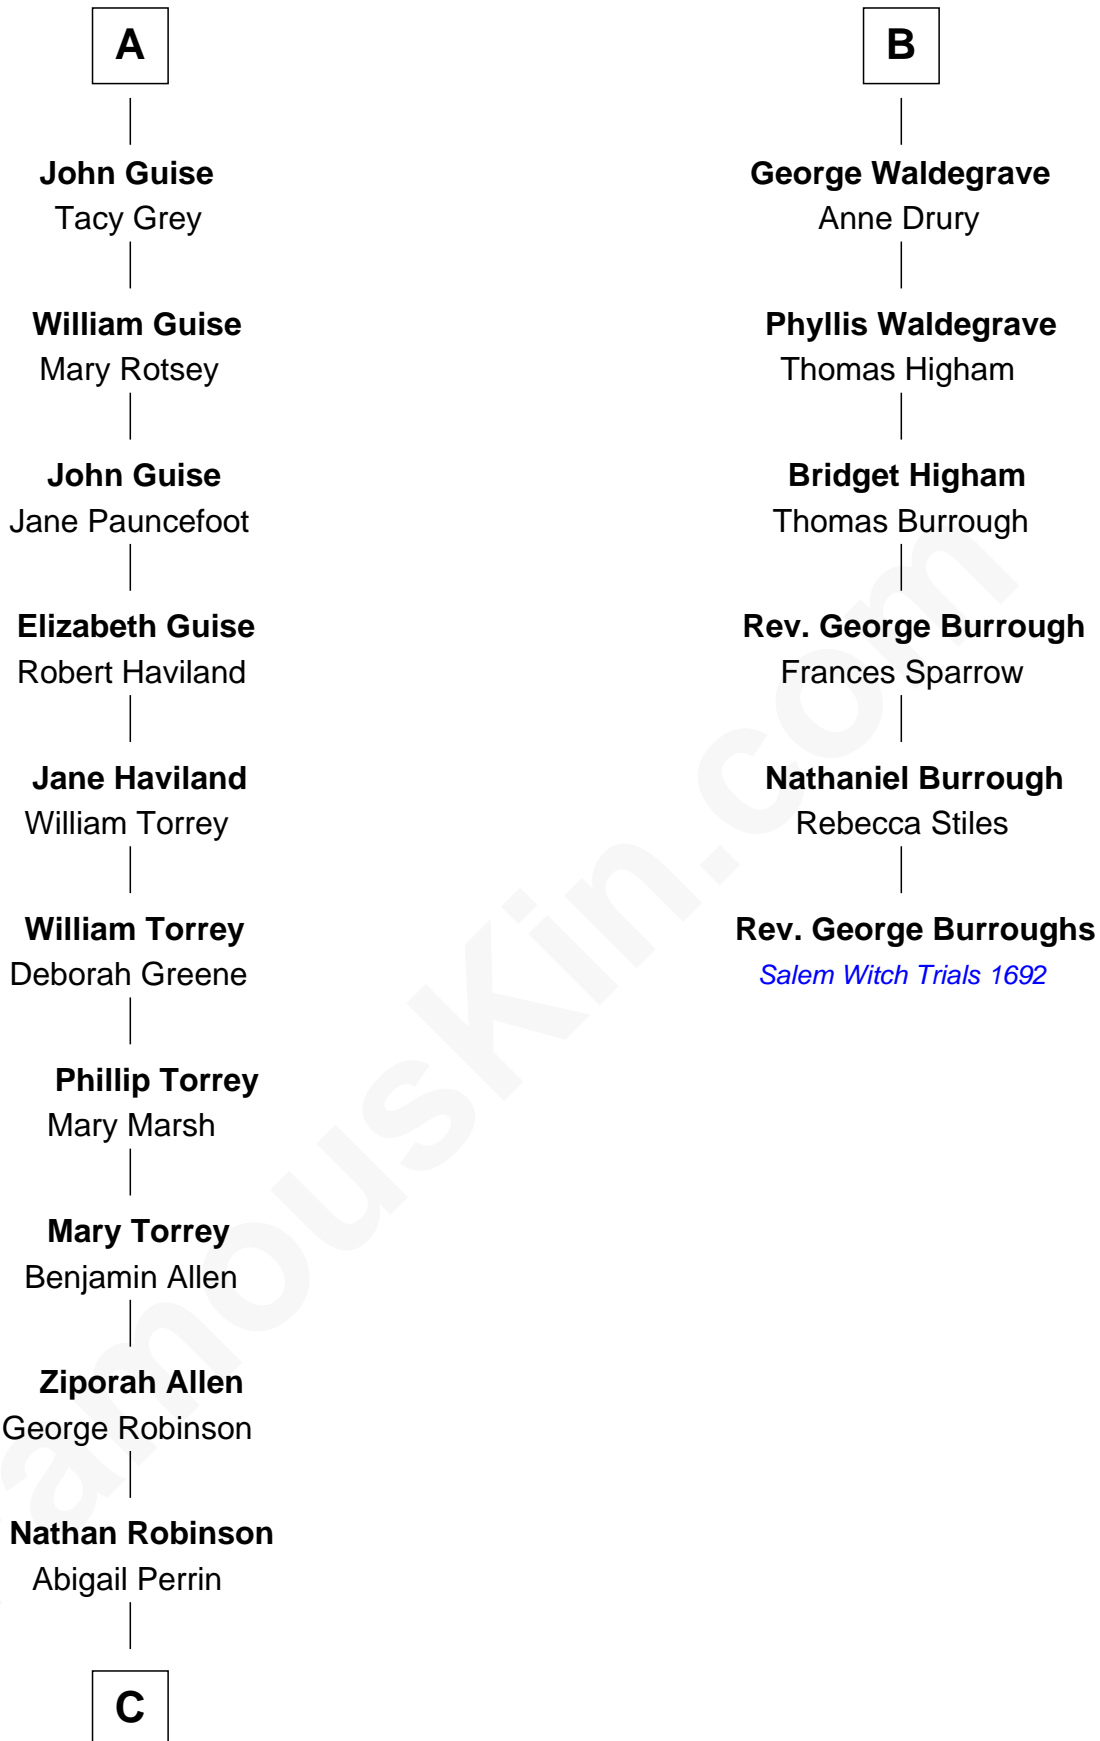 A
John Guise
Tacy Grey
William Guise
Mary Rotsey
John Guise
Jane Pauncefoot
Elizabeth Guise
Robert Haviland
Jane Haviland
William Torrey
William Torrey
Deborah Greene
Phillip Torrey
Mary Marsh
Mary Torrey
Benjamin Allen
Ziporah Allen
George Robinson
Nathan Robinson
Abigail Perrin
C
B
George Waldegrave
Anne Drury
Phyllis Waldegrave
Thomas Higham
Bridget Higham
Thomas Burrough
Rev. George Burrough
Frances Sparrow
Nathaniel Burrough
Rebecca Stiles
Rev. George Burroughs
Salem Witch Trials 1692
amousKin.com